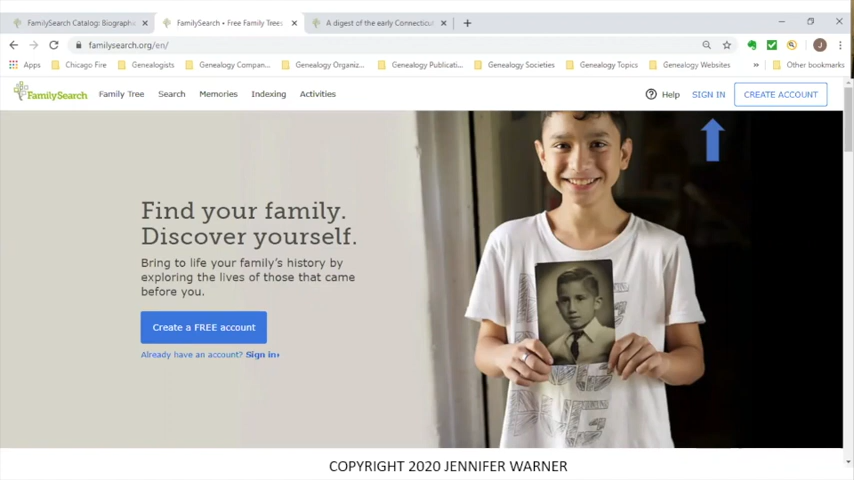 FamilySearch Catalog: Biographi
FamilySearch • Free Family Trees
A digest of the early Connecticut
familysearch.org/en/
J
Apps
Chicago Fire
Genealogists
Genealogy Compan...
Genealogy Organiz...
Genealogy Publicati...
Genealogy Societies
Genealogy Topics
Genealogy Websites
»
Other bookmarks
FamilySearch
Family Tree
Search
Memories
Indexing
Activities
Help
SIGN IN
CREATE ACCOUNT
Find your family.
Discover yourself.
Bring to life your family's history by
exploring the lives of those that came
before you.
Create a FREE account
Already have an account? Sign in›
COPYRIGHT 2020 JENNIFER WARNER